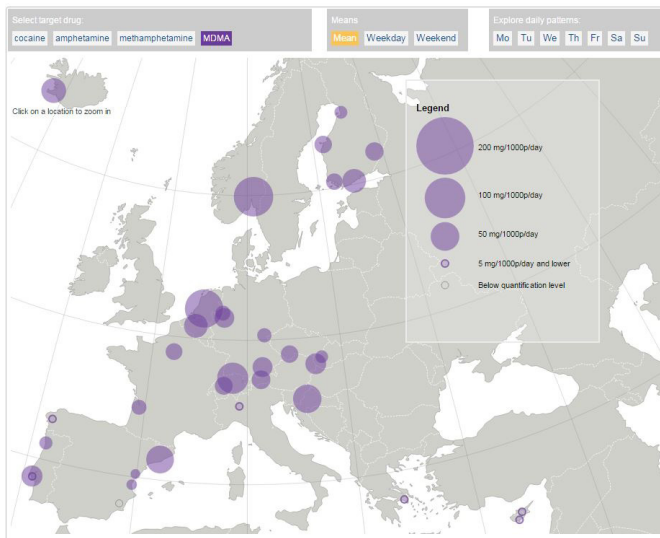 Select target drug:
cocaine amphetamine methamphetamine MDMA
Means
Mean Weekday Weekend
Explore daily patterns:
Mo Tu We Th Fr Sa Su
Click on a location to zoom in
Legend
200 mg/1000p/day
100 mg/1000p/day
50 mg/1000p/day
5 mg/1000p/day and lower
Below quantification level